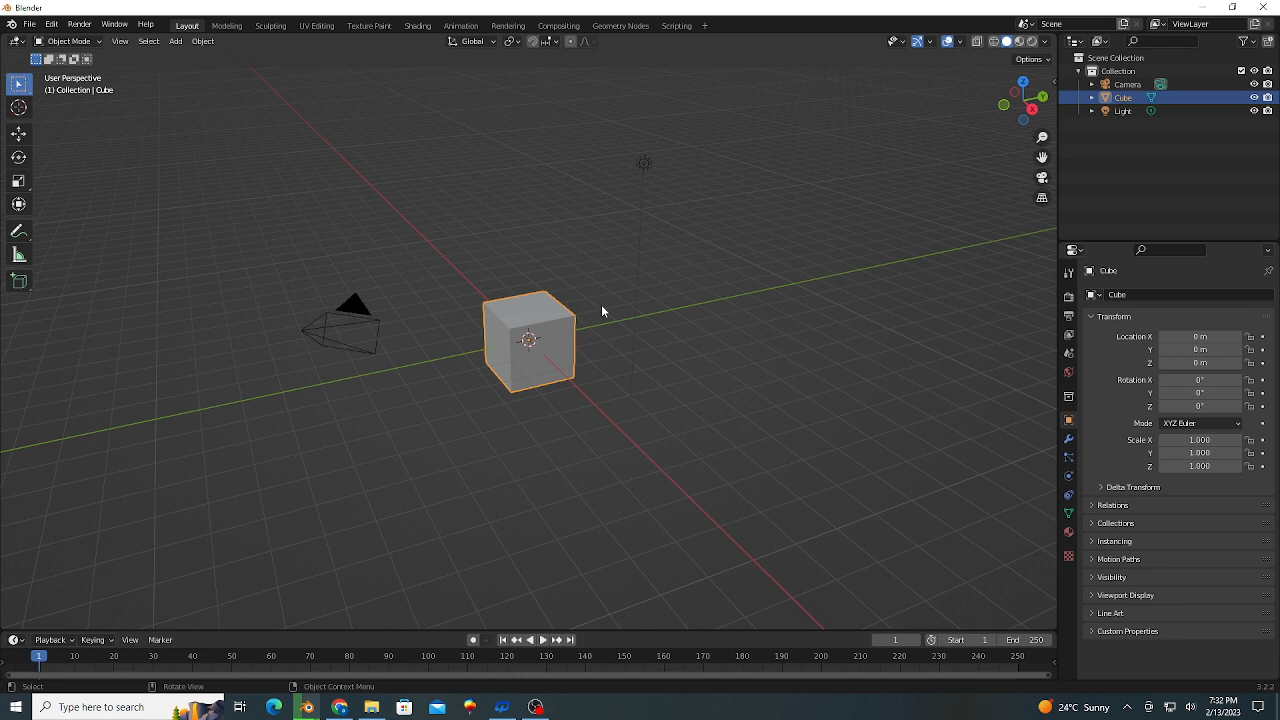 Blender
File Edit Render Window Help Layout Modeling Sculpting UV Editing Texture Paint Shading Animation Rendering Compositing Geometry Nodes Scripting + Scene ViewLayer
Object Mode View Select Add Object Global
Options
User Perspective
(1) Collection | Cube
Z
Y
X
Scene Collection
Collection
Camera
Cube
Light
Cube
Cube
Transform
Location X 0 m
Y 0 m
Z 0 m
Rotation X 0°
Y 0°
Z 0°
Mode XYZ Euler
Scale X 1.000
Y 1.000
Z 1.000
Delta Transform
Relations
Collections
Instancing
Motion Paths
Visibility
Viewport Display
Line Art
Custom Properties
Playback Keying View Marker 1 Start 1 End 250
1 10 20 30 40 50 60 70 80 90 100 110 120 130 140 150 160 170 180 190 200 210 220 230 240 250
Select Rotate View Object Context Menu 3.2.2
Type here to search 24°C Sunny 7:32 PM
2/13/2023